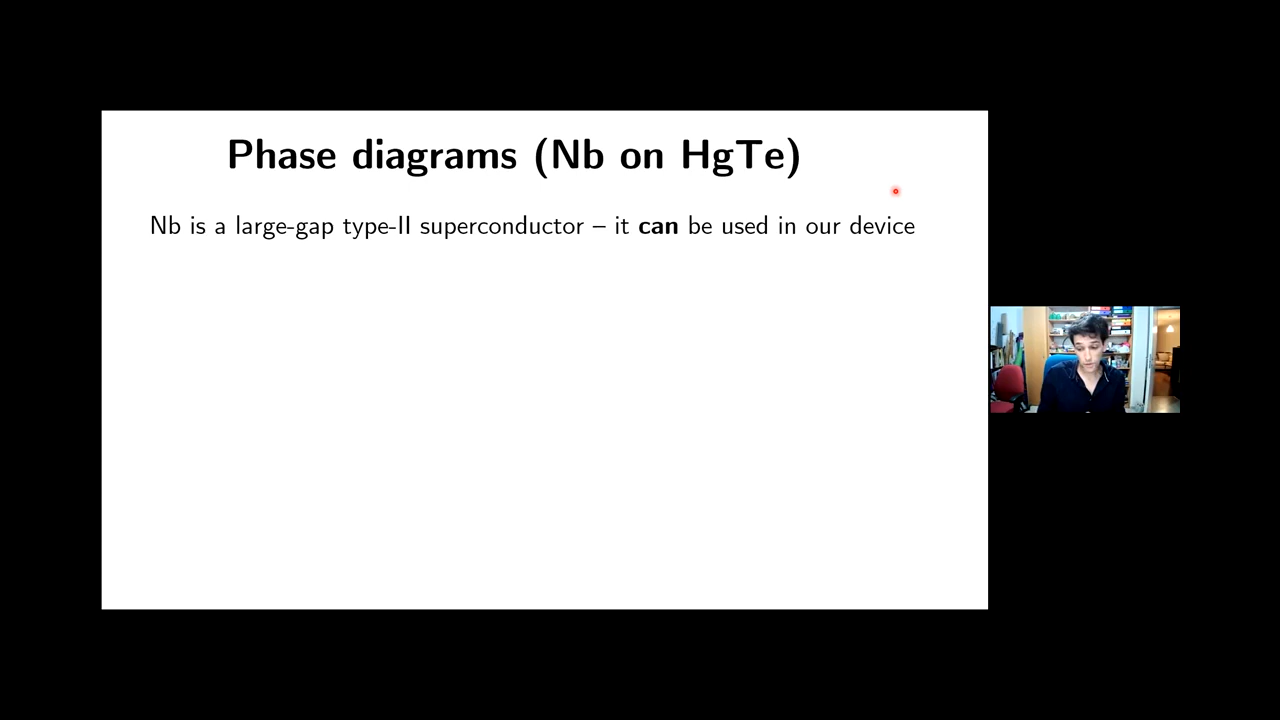 Phase diagrams (Nb on HgTe)
Nb is a large-gap type-II superconductor – it can be used in our device